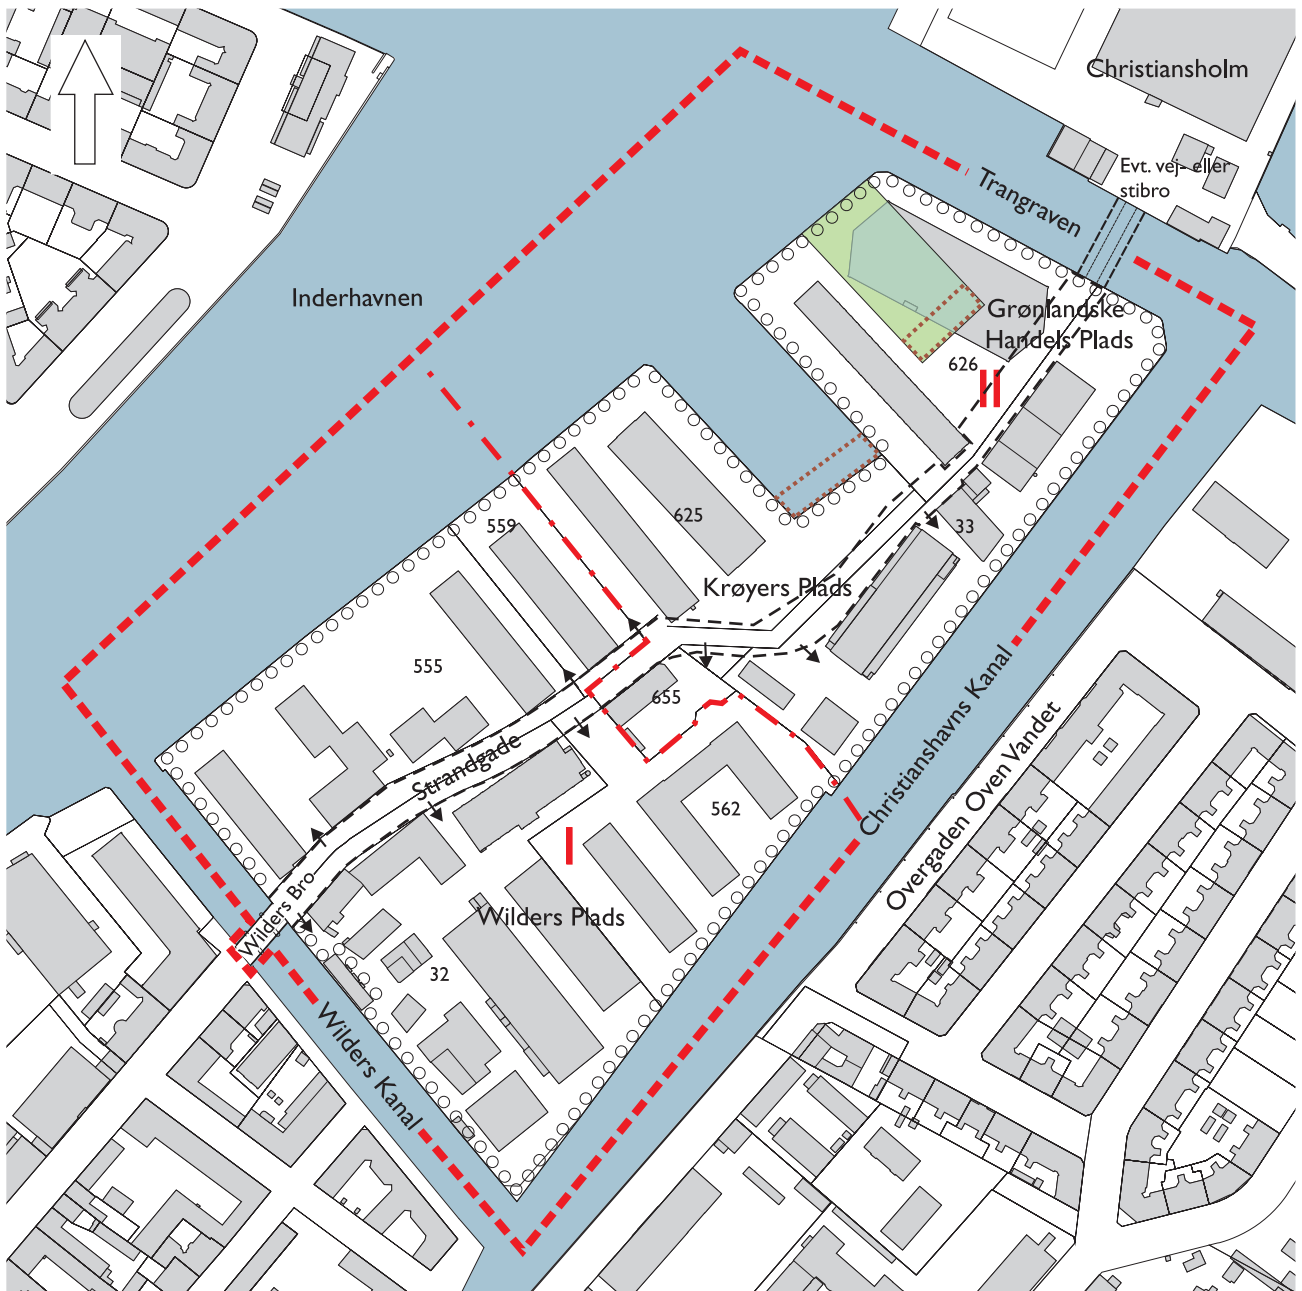 Christiansholm
Evt. vej- eller
stibro
Trangraven
Inderhavnen
Grønlandske
Handels Plads
626
II
559
625
33
Krøyers Plads
555
655
Strandgade
562
I
Christianshavns Kanal
Overgaden Oven Vandet
Wilders Bro
Wilders Plads
32
Wilders Kanal